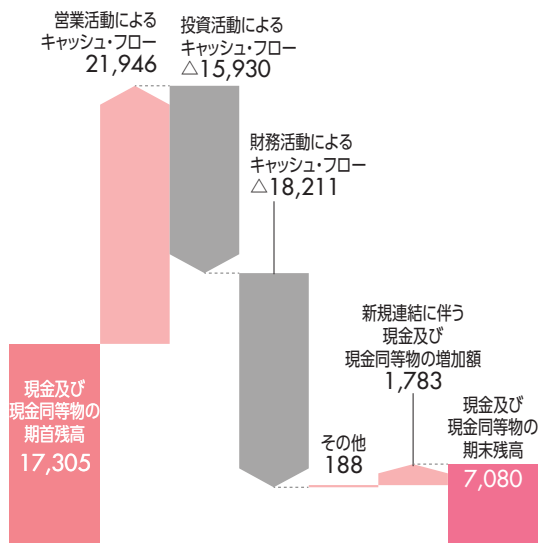 営業活動による
キャッシュ・フロー
21,946
投資活動による
キャッシュ・フロー
△15,930
財務活動による
キャッシュ・フロー
△18,211
新規連結に伴う
現金及び
現金同等物の増加額
1,783
現金及び
現金同等物の
期首残高
17,305
その他
188
現金及び
現金同等物の
期末残高
7,080